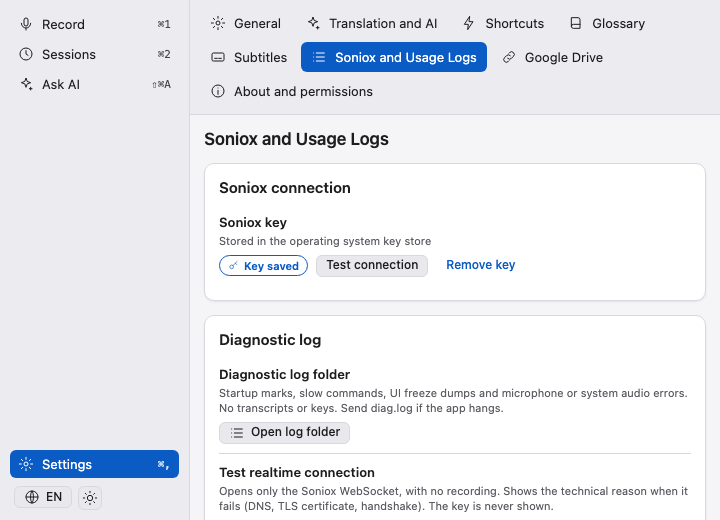 Record ⌘1
Sessions ⌘2
Ask AI ⇧⌘A
Settings ⌘,
EN
General Translation and AI Shortcuts Glossary
Subtitles Soniox and Usage Logs Google Drive
About and permissions
Soniox and Usage Logs
Soniox connection
Soniox key
Stored in the operating system key store
Key saved Test connection Remove key
Diagnostic log
Diagnostic log folder
Startup marks, slow commands, UI freeze dumps and microphone or system audio errors.
No transcripts or keys. Send diag.log if the app hangs.
Open log folder
Test realtime connection
Opens only the Soniox WebSocket, with no recording. Shows the technical reason when it
fails (DNS, TLS certificate, handshake). The key is never shown.